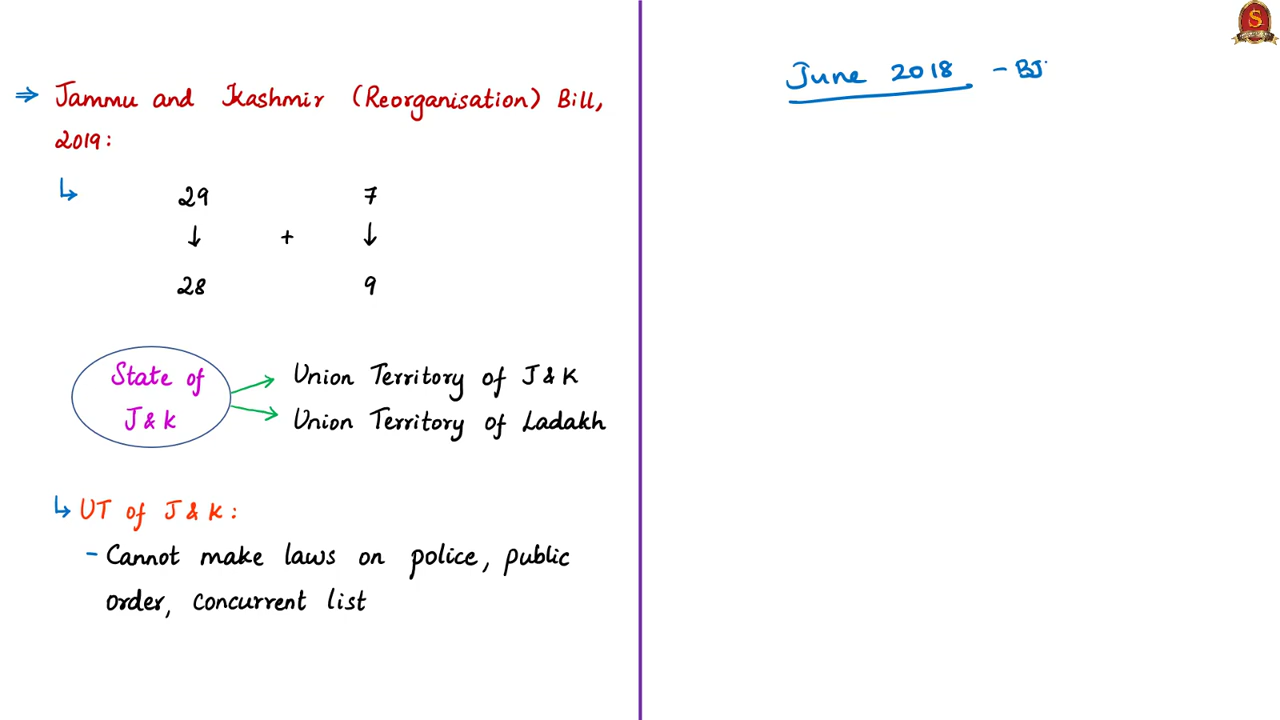 ⇒ Jammu and Kashmir (Reorganisation) Bill,
2019:
↳ 29 7
↓ + ↓
28 9
State of
J&K
→ Union Territory of J&K
→ Union Territory of Ladakh
↳ UT of J&K:
- Cannot make laws on police, public
order, concurrent list
June 2018 - BJ